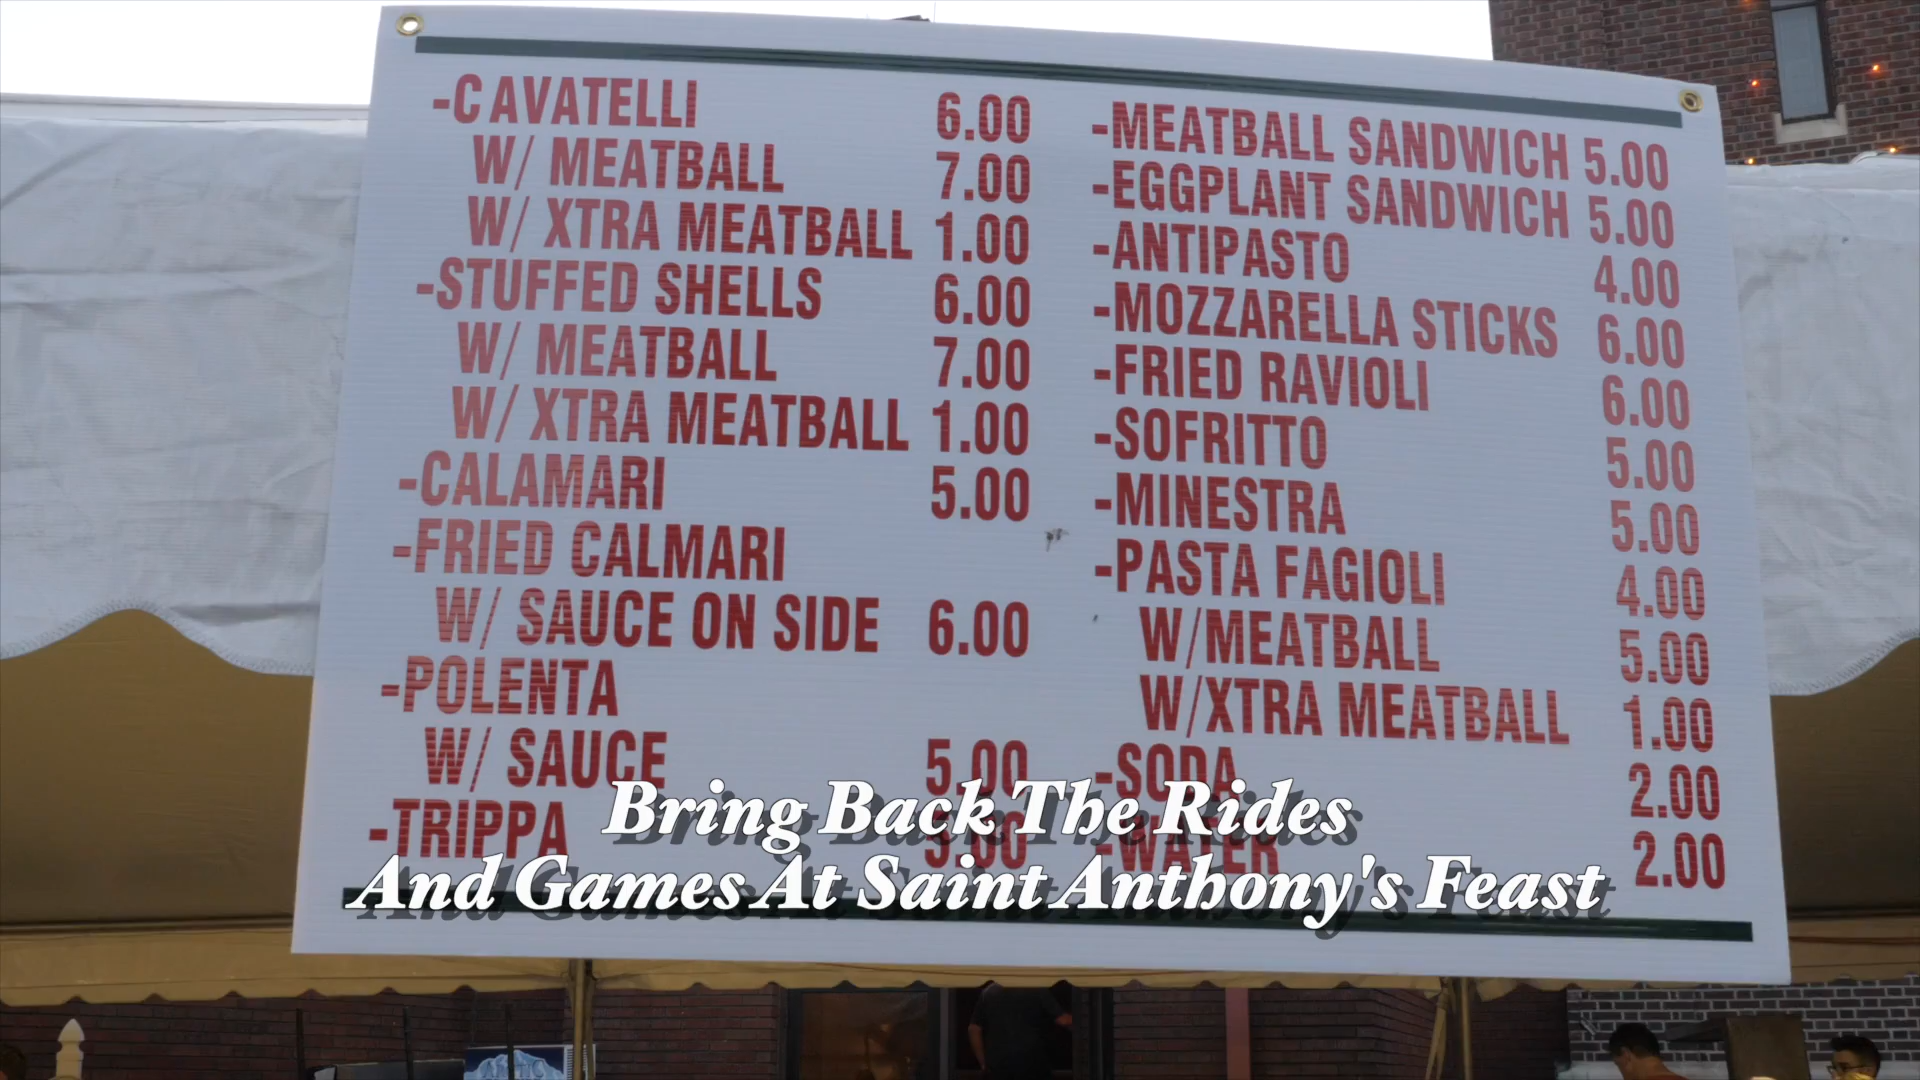 -CAVATELLI 6.00
W/ MEATBALL 7.00
W/ XTRA MEATBALL 1.00
-STUFFED SHELLS 6.00
W/ MEATBALL 7.00
W/ XTRA MEATBALL 1.00
-CALAMARI 5.00
-FRIED CALMARI
W/ SAUCE ON SIDE 6.00
-POLENTA
W/ SAUCE 5.00
-TRIPPA 5.00
-MEATBALL SANDWICH 5.00
-EGGPLANT SANDWICH 5.00
-ANTIPASTO 4.00
-MOZZARELLA STICKS 6.00
-FRIED RAVIOLI 6.00
-SOFRITTO 5.00
-MINESTRA 5.00
-PASTA FAGIOLI 4.00
W/MEATBALL 5.00
W/XTRA MEATBALL 1.00
-SODA 2.00
-WATER 2.00
Bring Back The Rides
And Games At Saint Anthony's Feast